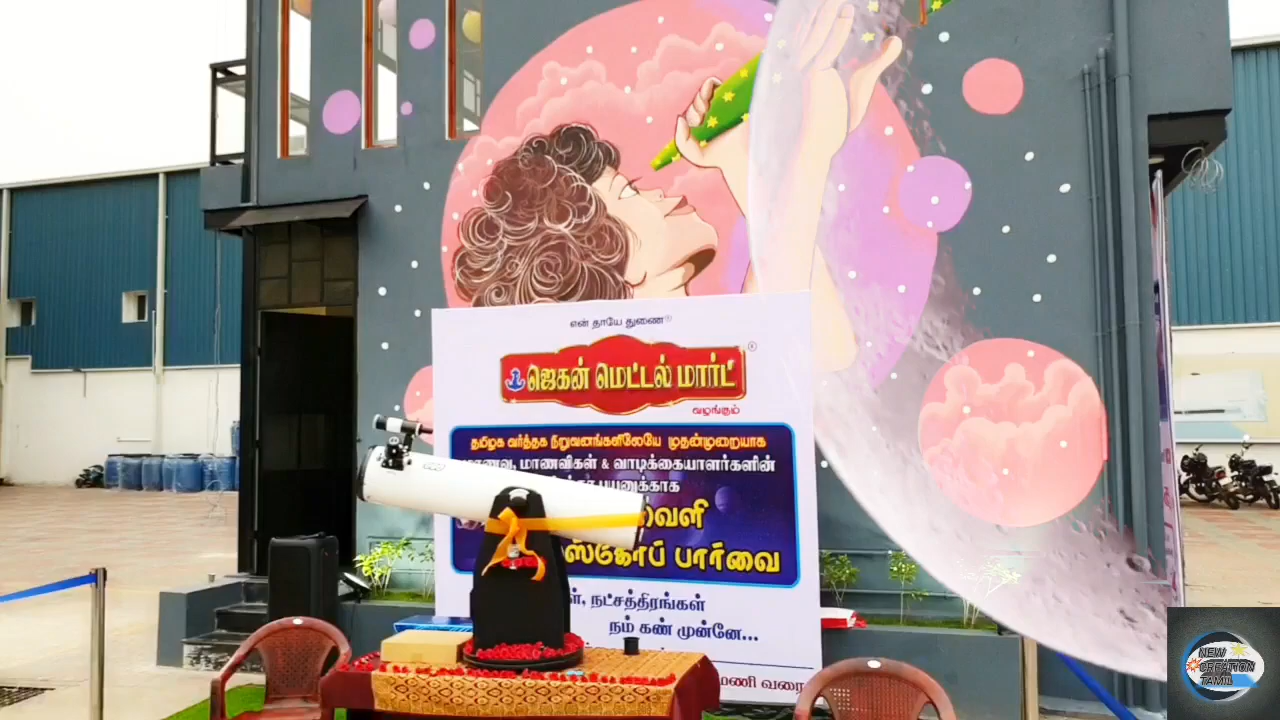 என் தாயே துணை
ஜெகன் மெட்டல் மார்ட்®
வழங்கும்
தமிழக வர்த்தக நிறுவனங்களிலேயே முதன்முறையாக
மாணவிகள் & வாடிக்கையாளர்களின்
பயனுக்காக
பார்வை
நட்சத்திரங்கள்
நம் கண் முன்னே...
மணி வரை
NEW
CREATION
TAMIL